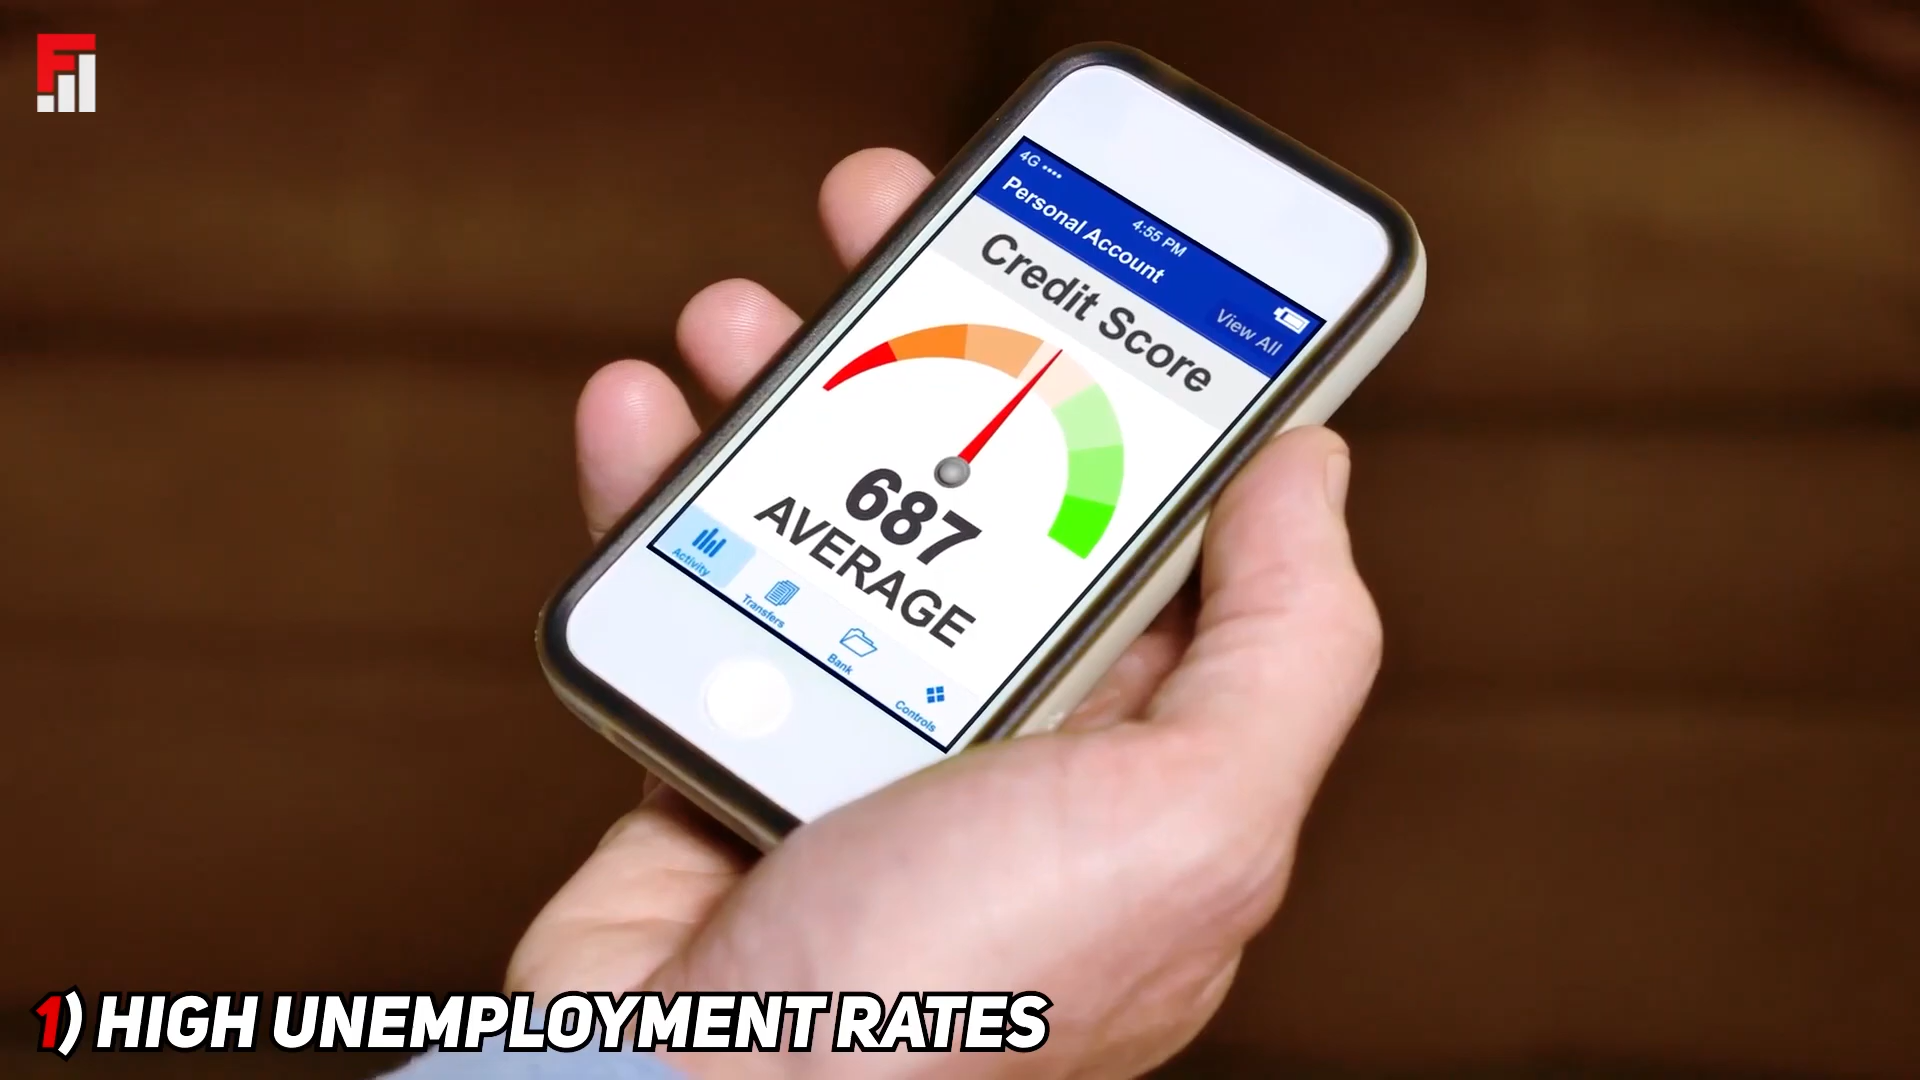 4G
4:55 PM
Personal Account
View All
Credit Score
687
AVERAGE
Activity
Transfers
Bank
Controls
1) HIGH UNEMPLOYMENT RATES